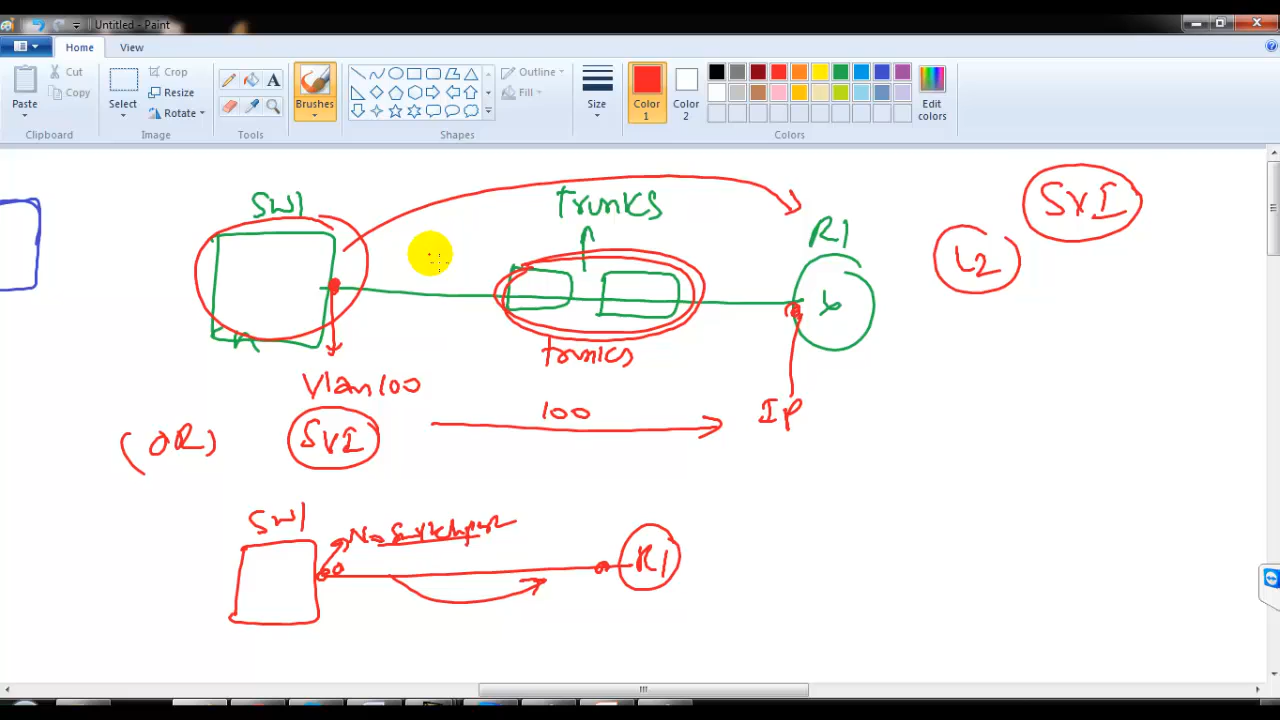 Untitled - Paint
Home View
Paste
Cut
Copy
Clipboard
Select
Crop
Resize
Rotate
Image
Tools
Brushes
Shapes
Outline
Fill
Size
Color 1
Color 2
Edit colors
Colors
SW1
Trunks
R1
SVI
L2
trunks
Vlan100
100
IP
(OR)
SVI
SW1
No Switchport
R1